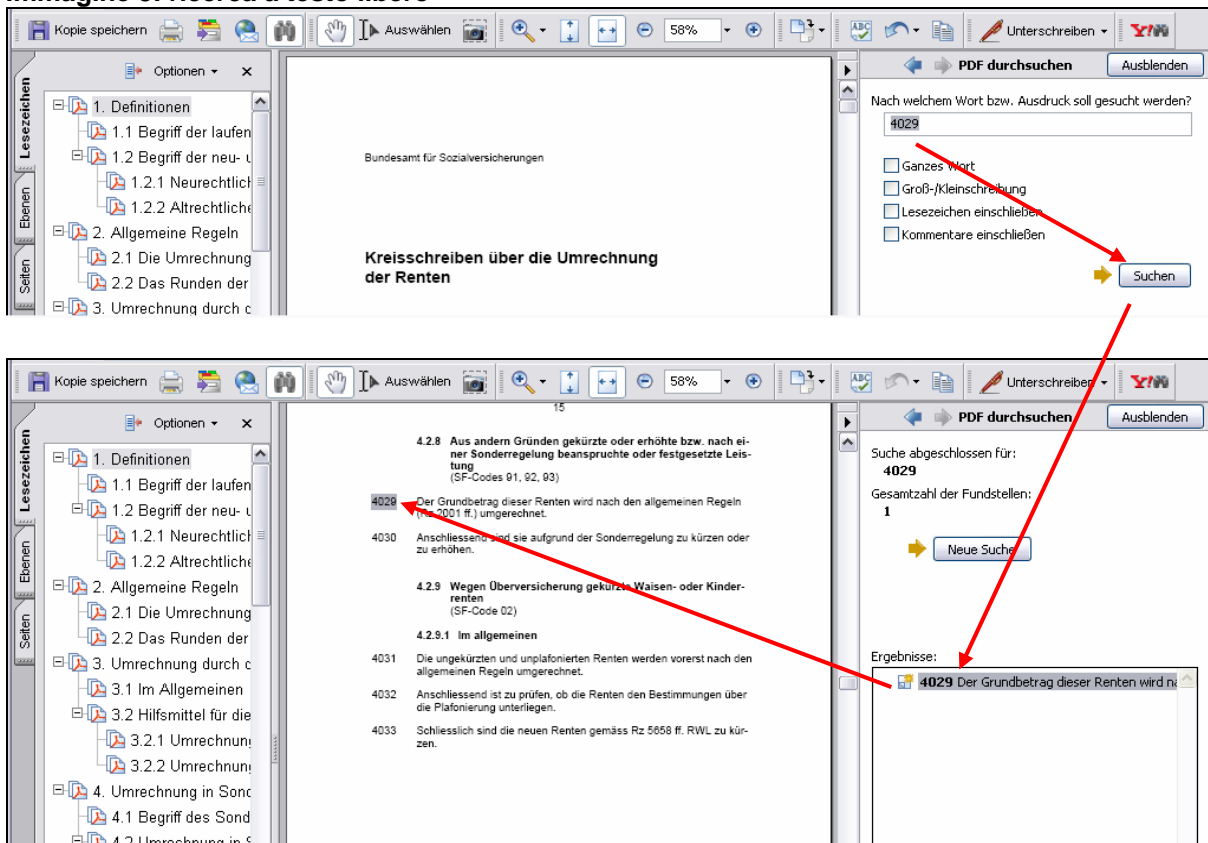 Kopie speichern
Auswählen
58%
ABC
Unterschreiben
Y!
Lesezeichen
Ebenen
Seiten
Optionen
x
1. Definitionen
1.1 Begriff der laufen
1.2 Begriff der neu-
1.2.1 Neurechtlich
1.2.2 Altrechtliche
2. Allgemeine Regeln
2.1 Die Umrechnung
2.2 Das Runden der
3. Umrechnung durch
Bundesamt für Sozialversicherungen
Kreisschreiben über die Umrechnung
der Renten
PDF durchsuchen
Ausblenden
Nach welchem Wort bzw. Ausdruck soll gesucht werden?
4029
Ganzes Wort
Groß-/Kleinschreibung
Lesezeichen einschließen
Kommentare einschließen
Suchen
Kopie speichern
Auswählen
58%
ABC
Unterschreiben
Y!
Lesezeichen
Ebenen
Seiten
Optionen
x
1. Definitionen
1.1 Begriff der laufen
1.2 Begriff der neu-
1.2.1 Neurechtlich
1.2.2 Altrechtliche
2. Allgemeine Regeln
2.1 Die Umrechnung
2.2 Das Runden der
3. Umrechnung durch
3.1 Im Allgemeinen
3.2 Hilfsmittel für die
3.2.1 Umrechnung
3.2.2 Umrechnung
4. Umrechnung in Sond
4.1 Begriff des Sond
15
4.2.8 Aus andern Gründen gekürzte oder erhöhte bzw. nach ei-
ner Sonderregelung beanspruchte oder festgesetzte Leis-
tung
(SF-Codes 91, 92, 93)
4029 Der Grundbetrag dieser Renten wird nach den allgemeinen Regeln
(Rz 2001 ff.) umgerechnet.
4030 Anschliessend sind sie aufgrund der Sonderregelung zu kürzen oder
zu erhöhen.
4.2.9 Wegen Überversicherung gekürzte Waisen- oder Kinder-
renten
(SF-Code 02)
4.2.9.1 Im allgemeinen
4031 Die ungekürzten und unplafonierten Renten werden vorerst nach den
allgemeinen Regeln umgerechnet.
4032 Anschliessend ist zu prüfen, ob die Renten den Bestimmungen über
die Plafonierung unterliegen.
4033 Schliesslich sind die neuen Renten gemäss Rz 5658 ff. RWL zu kür-
zen.
PDF durchsuchen
Ausblenden
Suche abgeschlossen für:
4029
Gesamtzahl der Fundstellen:
1
Neue Suche
Ergebnisse:
4029 Der Grundbetrag dieser Renten wird